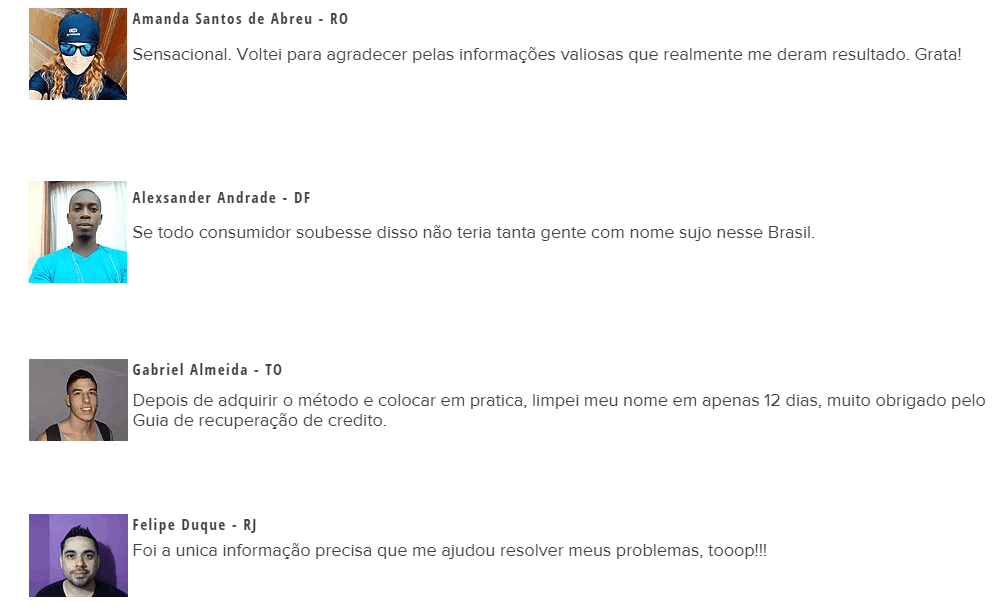 Amanda Santos de Abreu - RO
Sensacional. Voltei para agradecer pelas informações valiosas que realmente me deram resultado. Grata!
Alexsander Andrade - DF
Se todo consumidor soubesse disso não teria tanta gente com nome sujo nesse Brasil.
Gabriel Almeida - TO
Depois de adquirir o método e colocar em pratica, limpei meu nome em apenas 12 dias, muito obrigado pelo
Guia de recuperação de credito.
Felipe Duque - RJ
Foi a unica informação precisa que me ajudou resolver meus problemas, tooop!!!